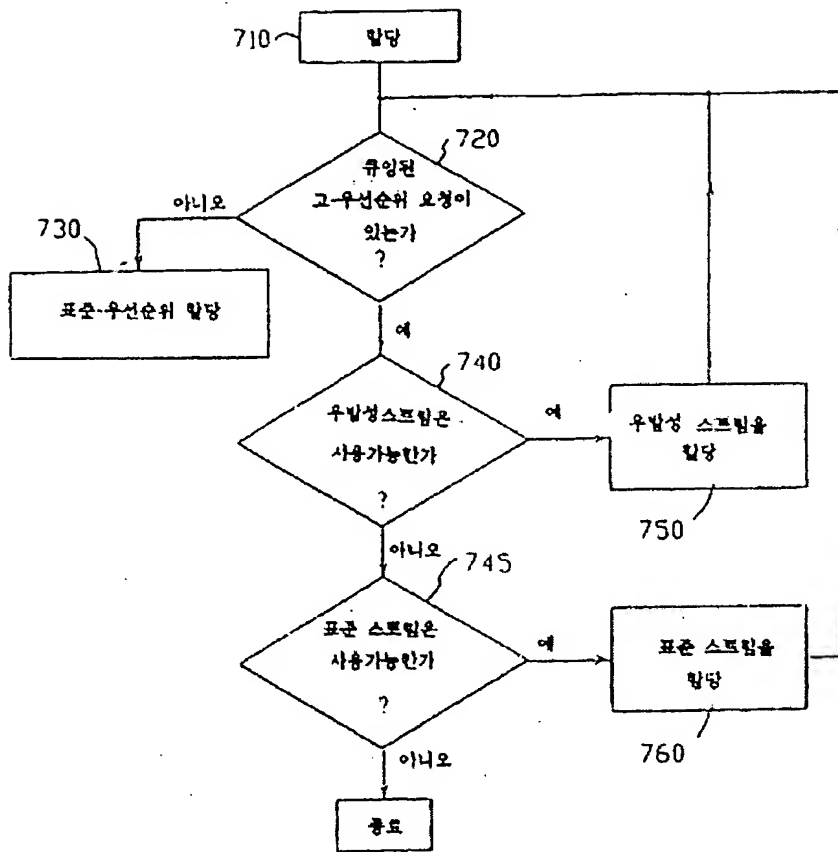 710
할당
720
큐잉된
고-우선순위 요청이
있는가
?
아니오
730
표준-우선순위 할당
예
740
우발성스트림은
사용가능한가
?
예
우발성 스트림을
할당
750
아니오
745
표준 스트림은
사용가능한가
?
예
표준 스트림을
할당
760
아니오
종료